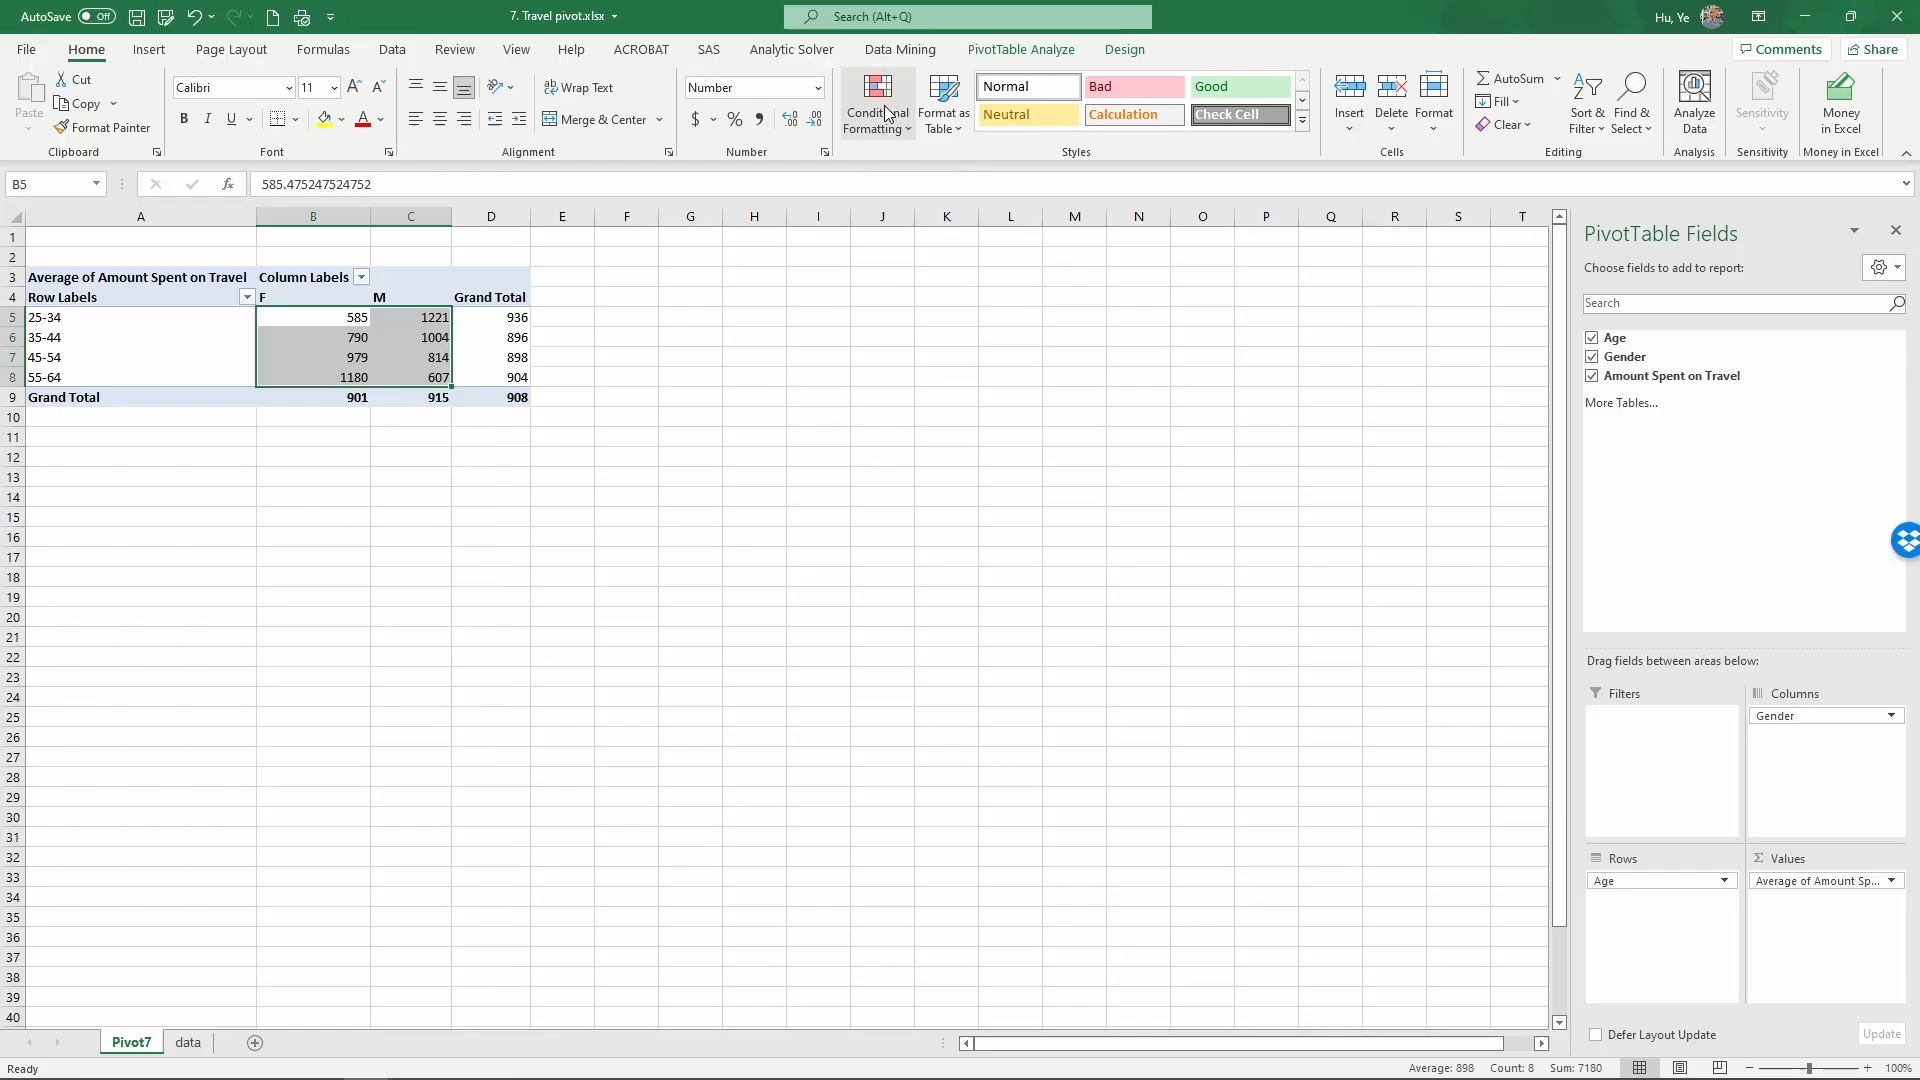 AutoSave Off 7. Travel pivot.xlsx Search (Alt+Q) Hu, Ye
File Home Insert Page Layout Formulas Data Review View Help ACROBAT SAS Analytic Solver Data Mining PivotTable Analyze Design Comments Share
Paste
Cut
Copy
Format Painter
Clipboard
Calibri 11
B I U
Font
Wrap Text
Merge & Center
Alignment
Number
$ % ,
Number
Conditional Formatting
Format as Table
Normal Bad Good
Neutral Calculation Check Cell
Styles
Insert Delete Format
Cells
AutoSum
Fill
Clear
Sort & Filter
Find & Select
Editing
Analyze Data
Analysis
Sensitivity
Sensitivity
Money in Excel
Money in Excel
B5 fx 585.475247524752
A B C D E F G H I J K L M N O P Q R S T
1
2
3 Average of Amount Spent on Travel Column Labels
4 Row Labels F M Grand Total
5 25-34 585 1221 936
6 35-44 790 1004 896
7 45-54 979 814 898
8 55-64 1180 607 904
9 Grand Total 901 915 908
10
11
12
13
14
15
16
17
18
19
20
21
22
23
24
25
26
27
28
29
30
31
32
33
34
35
36
37
38
39
40
PivotTable Fields
Choose fields to add to report:
Search
Age
Gender
Amount Spent on Travel
More Tables...
Drag fields between areas below:
Filters
Columns
Gender
Rows
Age
Values
Average of Amount Sp...
Defer Layout Update Update
Pivot7 data
Ready Average: 898 Count: 8 Sum: 7180 100%